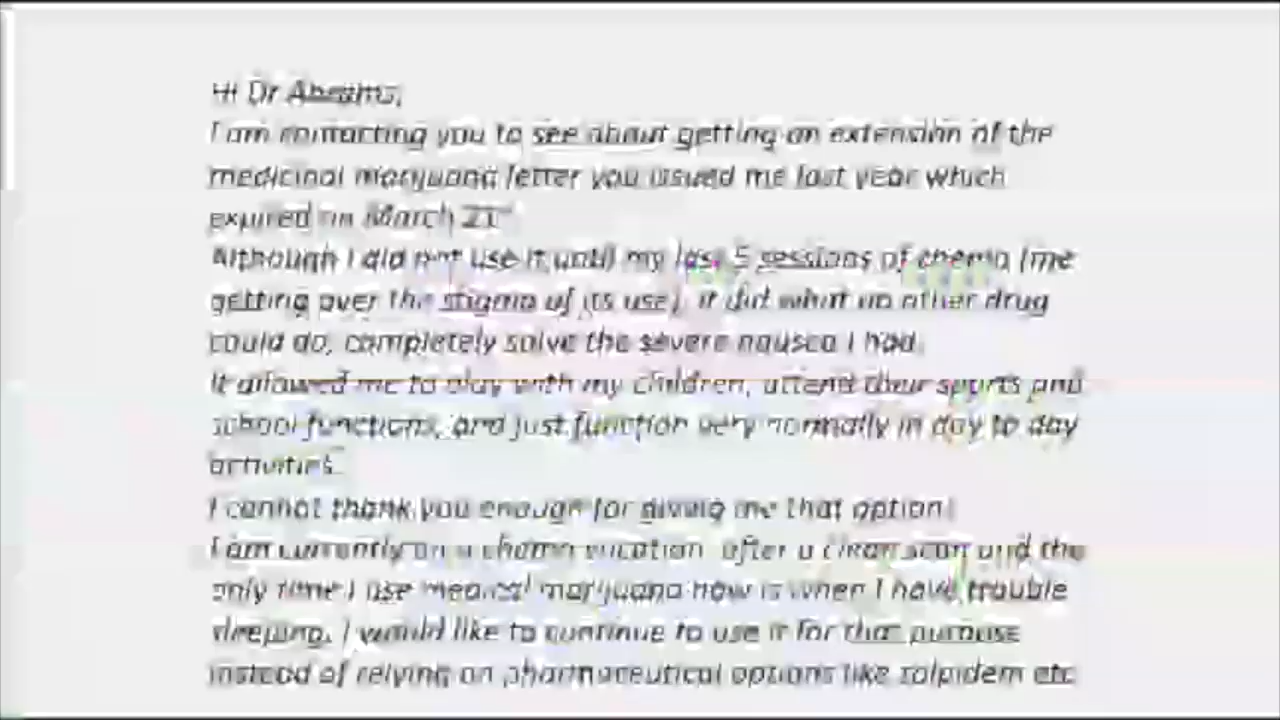 Hi Dr Abrams,
I am contacting you to see about getting an extension of the
medicinal marijuana letter you issued me last year which
expired on March 21st
Although I did not use it until my last 5 sessions of chemo (me
getting over the stigma of its use), it did what no other drug
could do, completely solve the severe nausea I had.
It allowed me to play with my children, attend their sports and
school functions, and just function very normally in day to day
activities.
I cannot thank you enough for giving me that option!
I am currently on a chemo vacation after a clean scan and the
only time I use medical marijuana now is when I have trouble
sleeping. I would like to continue to use it for that purpose
instead of relying on pharmaceutical options like zolpidem etc